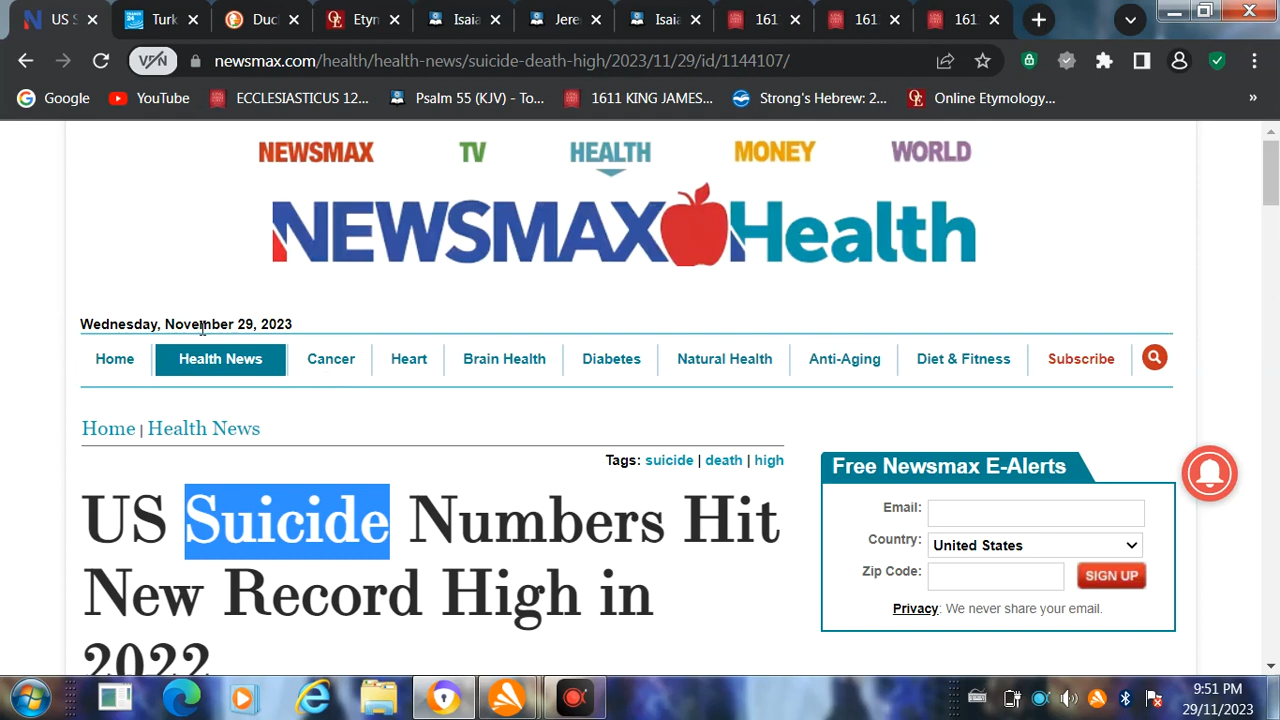 US S
Turk
Duc
Etyn
Isaia
Jere
Isaia
161
161
161
VPN
newsmax.com/health/health-news/suicide-death-high/2023/11/29/id/1144107/
Google
YouTube
ECCLESIASTICUS 12...
Psalm 55 (KJV) - To...
1611 KING JAMES...
Strong's Hebrew: 2...
Online Etymology...
»
NEWSMAX
TV
HEALTH
MONEY
WORLD
NEWSMAX Health
Wednesday, November 29, 2023
Home
Health News
Cancer
Heart
Brain Health
Diabetes
Natural Health
Anti-Aging
Diet & Fitness
Subscribe
Home | Health News
Tags: suicide | death | high
US Suicide Numbers Hit
New Record High in
2022
Free Newsmax E-Alerts
Email:
Country: United States
Zip Code: SIGN UP
Privacy: We never share your email.
9:51 PM
29/11/2023